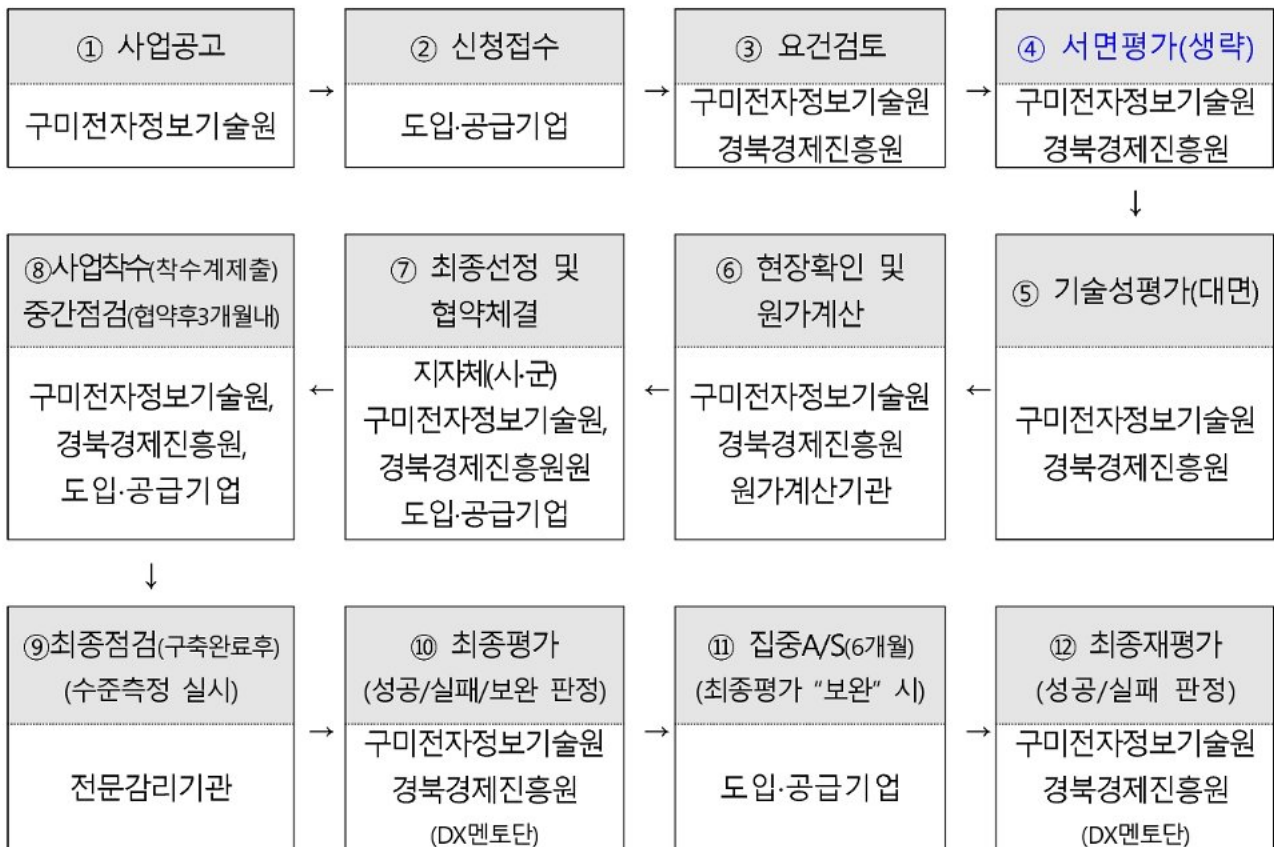 ① 사업공고
구미전자정보기술원
→
② 신청접수
도입·공급기업
→
③ 요건검토
구미전자정보기술원
경북경제진흥원
→
④ 서면평가(생략)
구미전자정보기술원
경북경제진흥원
↓
⑤ 기술성평가(대면)
구미전자정보기술원
경북경제진흥원
←
⑥ 현장확인 및
원가계산
구미전자정보기술원
경북경제진흥원
원가계산기관
←
⑦ 최종선정 및
협약체결
지자체(시·군)
구미전자정보기술원,
경북경제진흥원원
도입·공급기업
←
⑧사업착수(착수계제출)
중간점검(협약후3개월내)
구미전자정보기술원,
경북경제진흥원,
도입·공급기업
↓
⑨최종점검(구축완료후)
(수준측정 실시)
전문감리기관
→
⑩ 최종평가
(성공/실패/보완 판정)
구미전자정보기술원
경북경제진흥원
(DX멘토단)
→
⑪ 집중A/S(6개월)
(최종평가 "보완" 시)
도입·공급기업
→
⑫ 최종재평가
(성공/실패 판정)
구미전자정보기술원
경북경제진흥원
(DX멘토단)